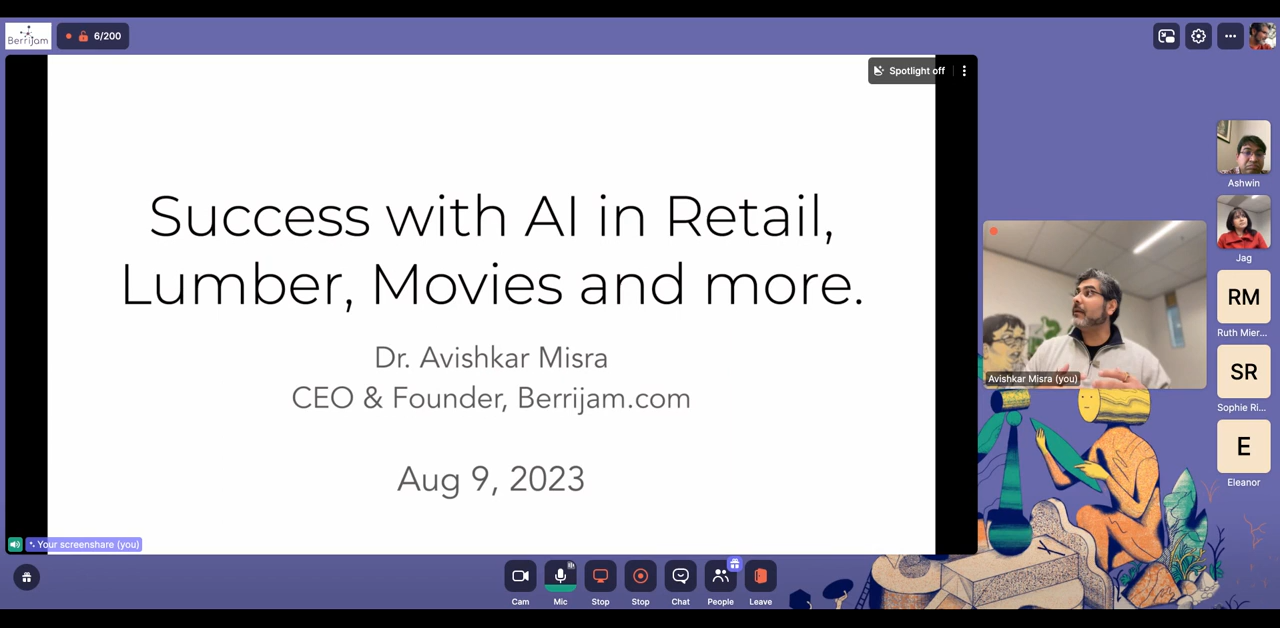 Berrijam
6/200
Spotlight off
Success with AI in Retail,
Lumber, Movies and more.
Dr. Avishkar Misra
CEO & Founder, Berrijam.com
Aug 9, 2023
Your screenshare (you)
Avishkar Misra (you)
Ashwin
Jag
RM
Ruth Mier...
SR
Sophie Ri...
E
Eleanor
Cam
Mic
Stop
Stop
Chat
People
Leave